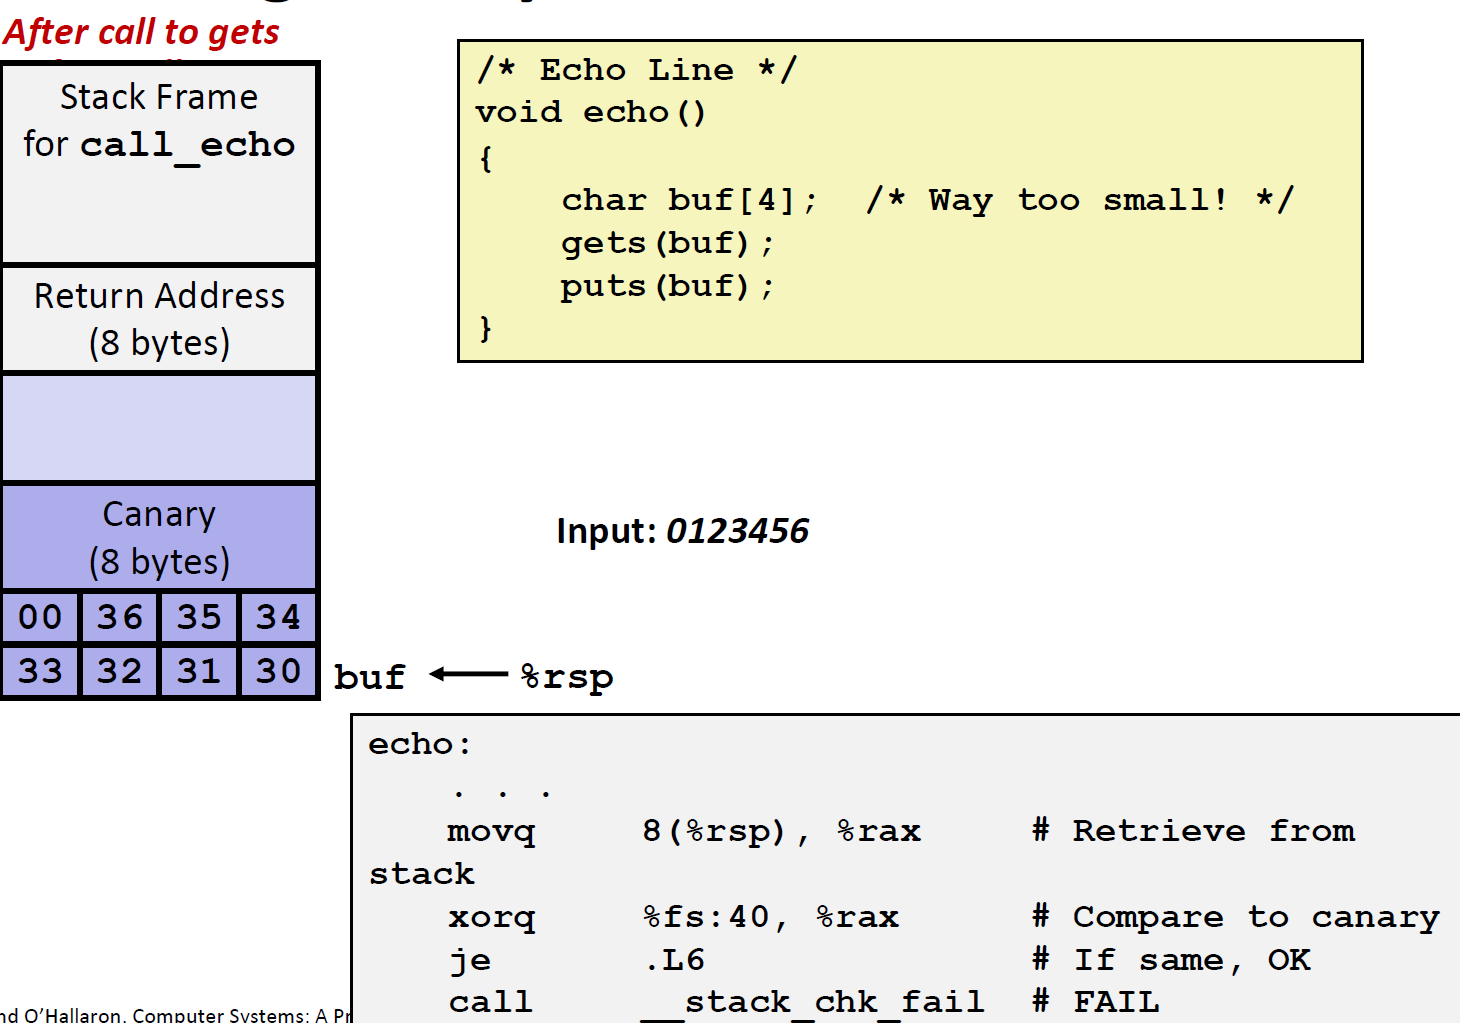 After call to gets
Stack Frame
for call_echo
Return Address
(8 bytes)
Canary
(8 bytes)
00 36 35 34
33 32 31 30
buf
%rsp
/* Echo Line */
void echo()
{
    char buf[4];  /* Way too small! */
    gets(buf);
    puts(buf);
}
Input: 0123456
echo:
    . . .
    movq    8(%rsp), %rax    # Retrieve from
stack
    xorq    %fs:40, %rax    # Compare to canary
    je    .L6    # If same, OK
    call    __stack_chk_fail  # FAIL
O'Hallaron, Computer Systems: A